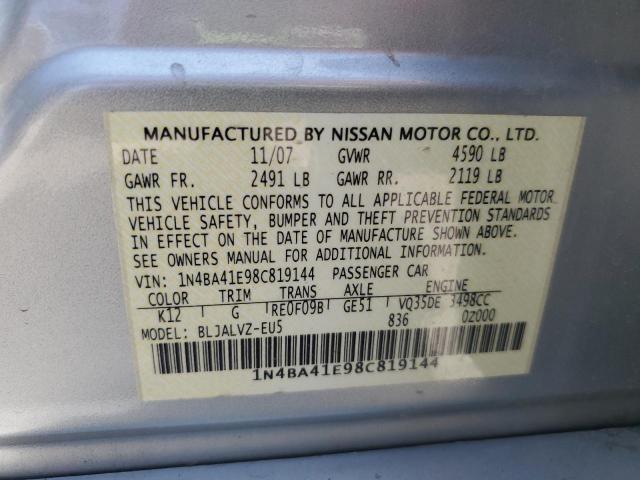 MANUFACTURED BY NISSAN MOTOR CO., LTD.
DATE 11/07 GVWR 4590 LB
GAWR FR. 2491 LB GAWR RR. 2119 LB
THIS VEHICLE CONFORMS TO ALL APPLICABLE FEDERAL MOTOR
VEHICLE SAFETY, BUMPER AND THEFT PREVENTION STANDARDS
IN EFFECT ON THE DATE OF MANUFACTURE SHOWN ABOVE.
SEE OWNERS MANUAL FOR ADDITIONAL INFORMATION.
VIN: 1N4BA41E98C819144 PASSENGER CAR
COLOR TRIM TRANS AXLE ENGINE
K12 G RE0F09B GE51 VQ35DE 3498CC
MODEL: BLJALVZ-EU5 836 0Z000
1N4BA41E98C819144